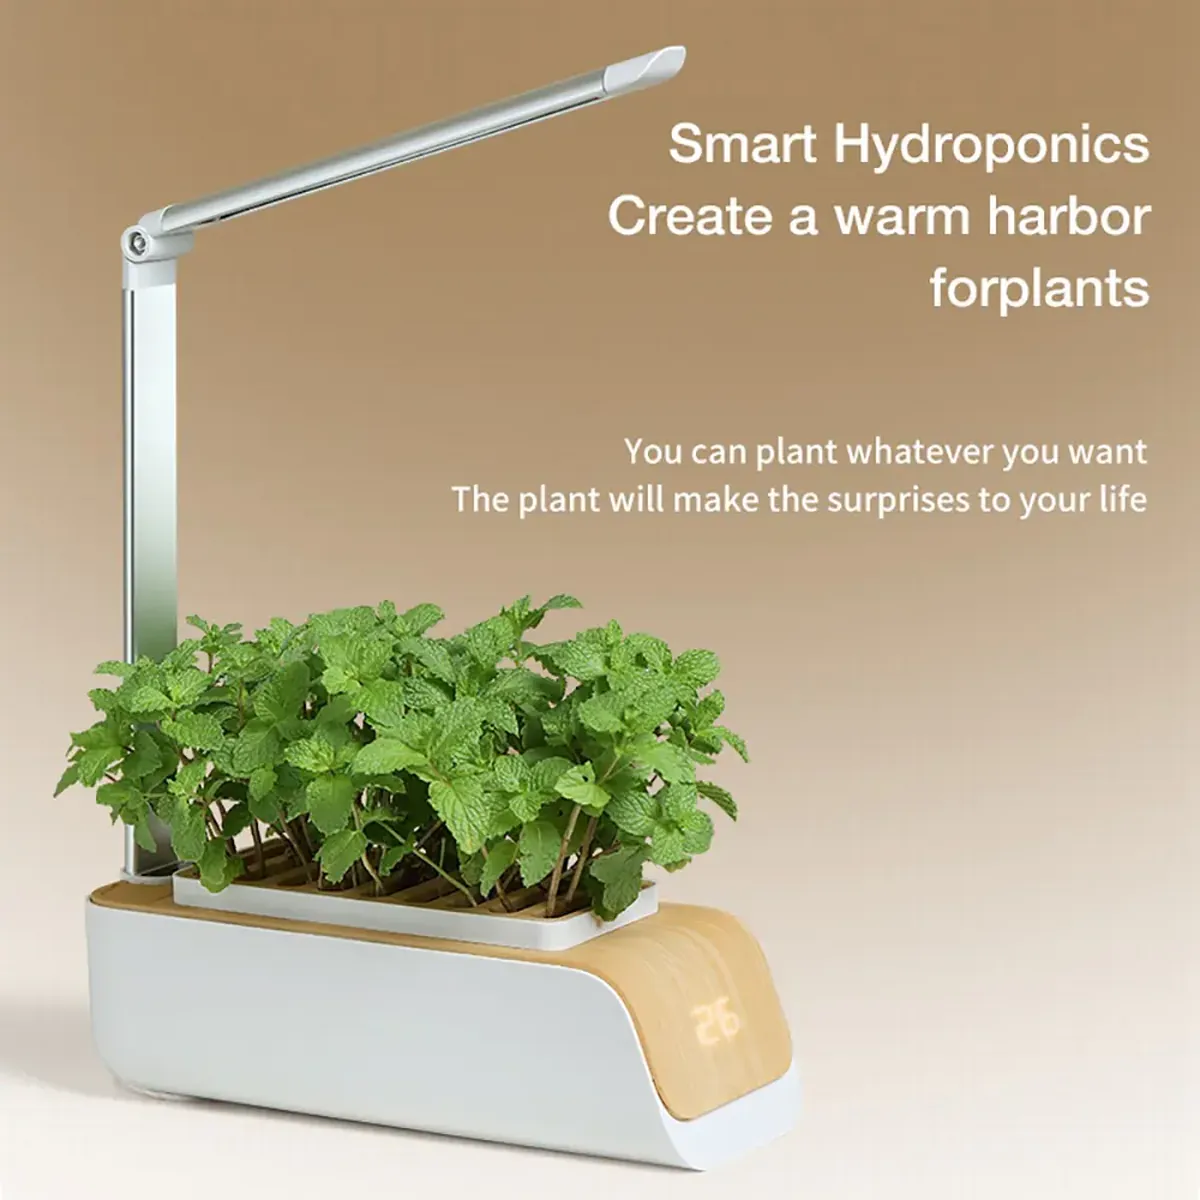 Smart Hydroponics
Create a warm harbor
forplants
You can plant whatever you want
The plant will make the surprises to your life
26